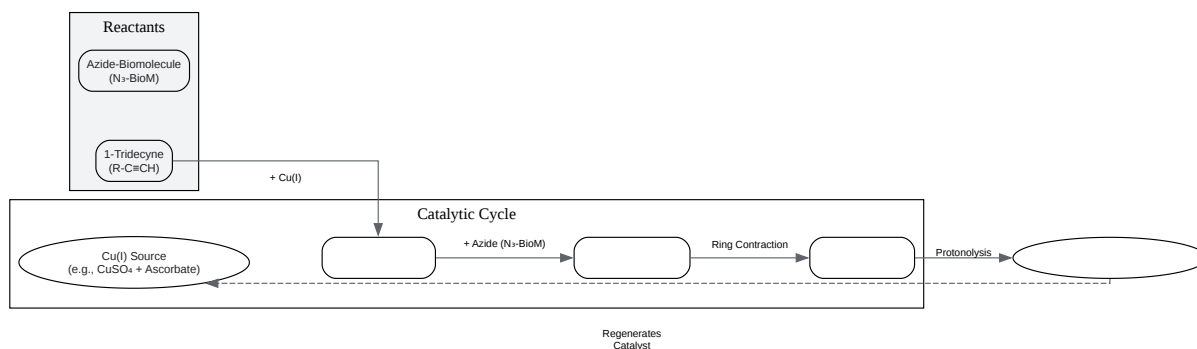 Reactants
Azide-Biomolecule
(N₃-BioM)
1-Tridecyne
(R-C≡CH)
+ Cu(I)
Catalytic Cycle
Cu(I) Source
(e.g., CuSO₄ + Ascorbate)
+ Azide (N₃-BioM)
Ring Contraction
Protonolysis
Regenerates
Catalyst